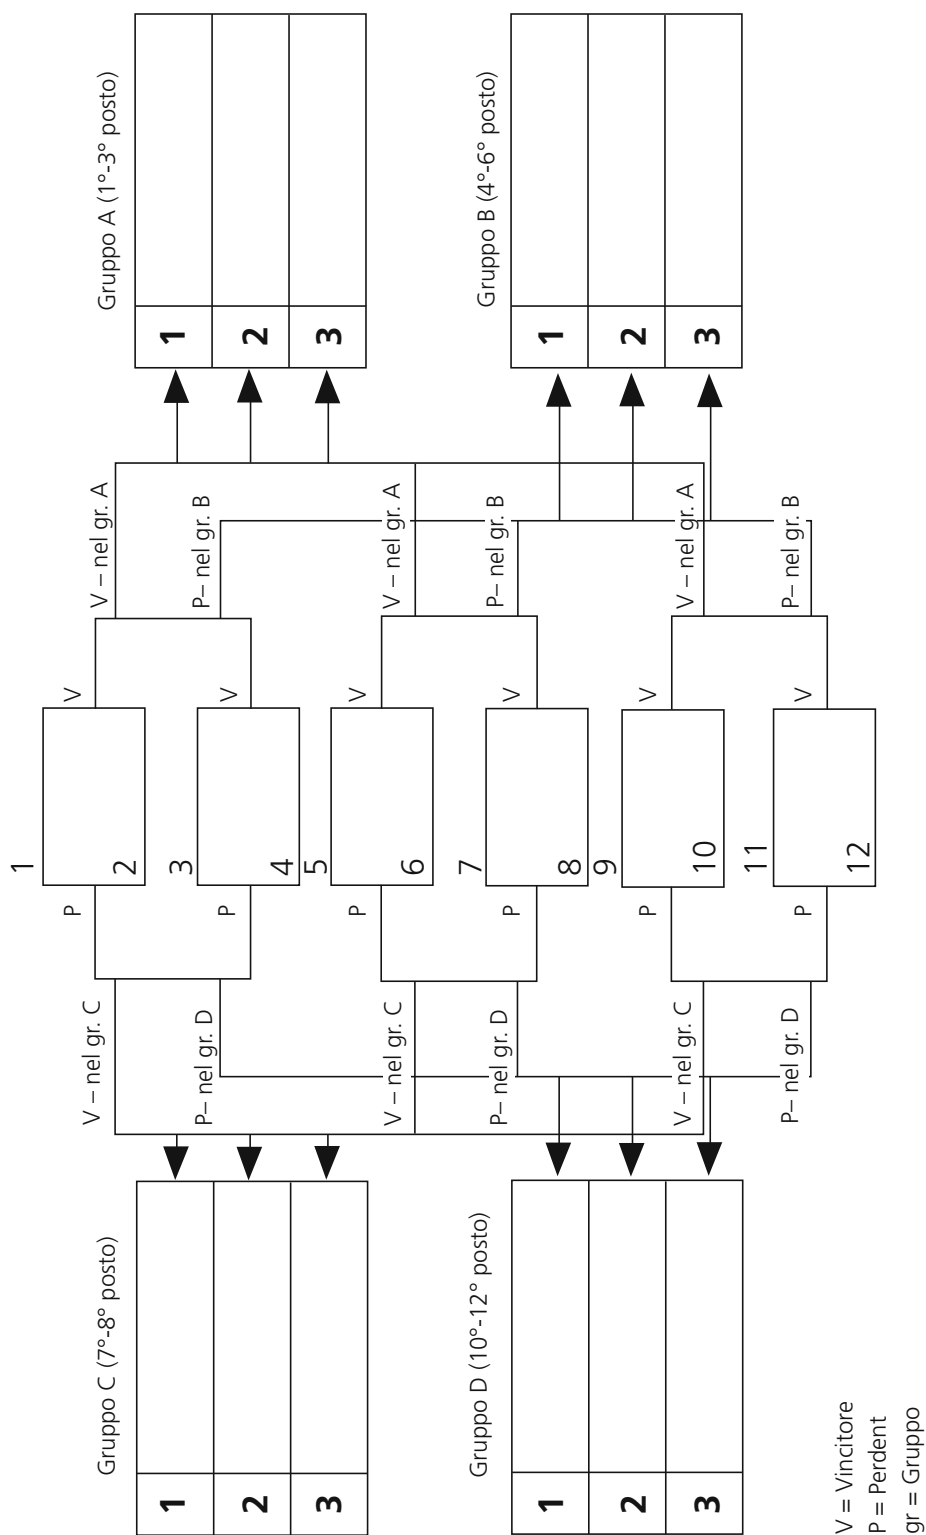 Gruppo C (7°-8° posto)
1
2
3
Gruppo D (10°-12° posto)
1
2
3
V – nel gr. C
P– nel gr. D
V – nel gr. C
P– nel gr. D
V – nel gr. C
P– nel gr. D
P
P
P
P
P
P
1
2
3
4
5
6
7
8
9
10
11
12
V
V
V
V
V
V
V – nel gr. A
P– nel gr. B
V – nel gr. A
P– nel gr. B
V – nel gr. A
P– nel gr. B
Gruppo A (1°-3° posto)
1
2
3
Gruppo B (4°-6° posto)
1
2
3
V = Vincitore
P = Perdent
gr = Gruppo